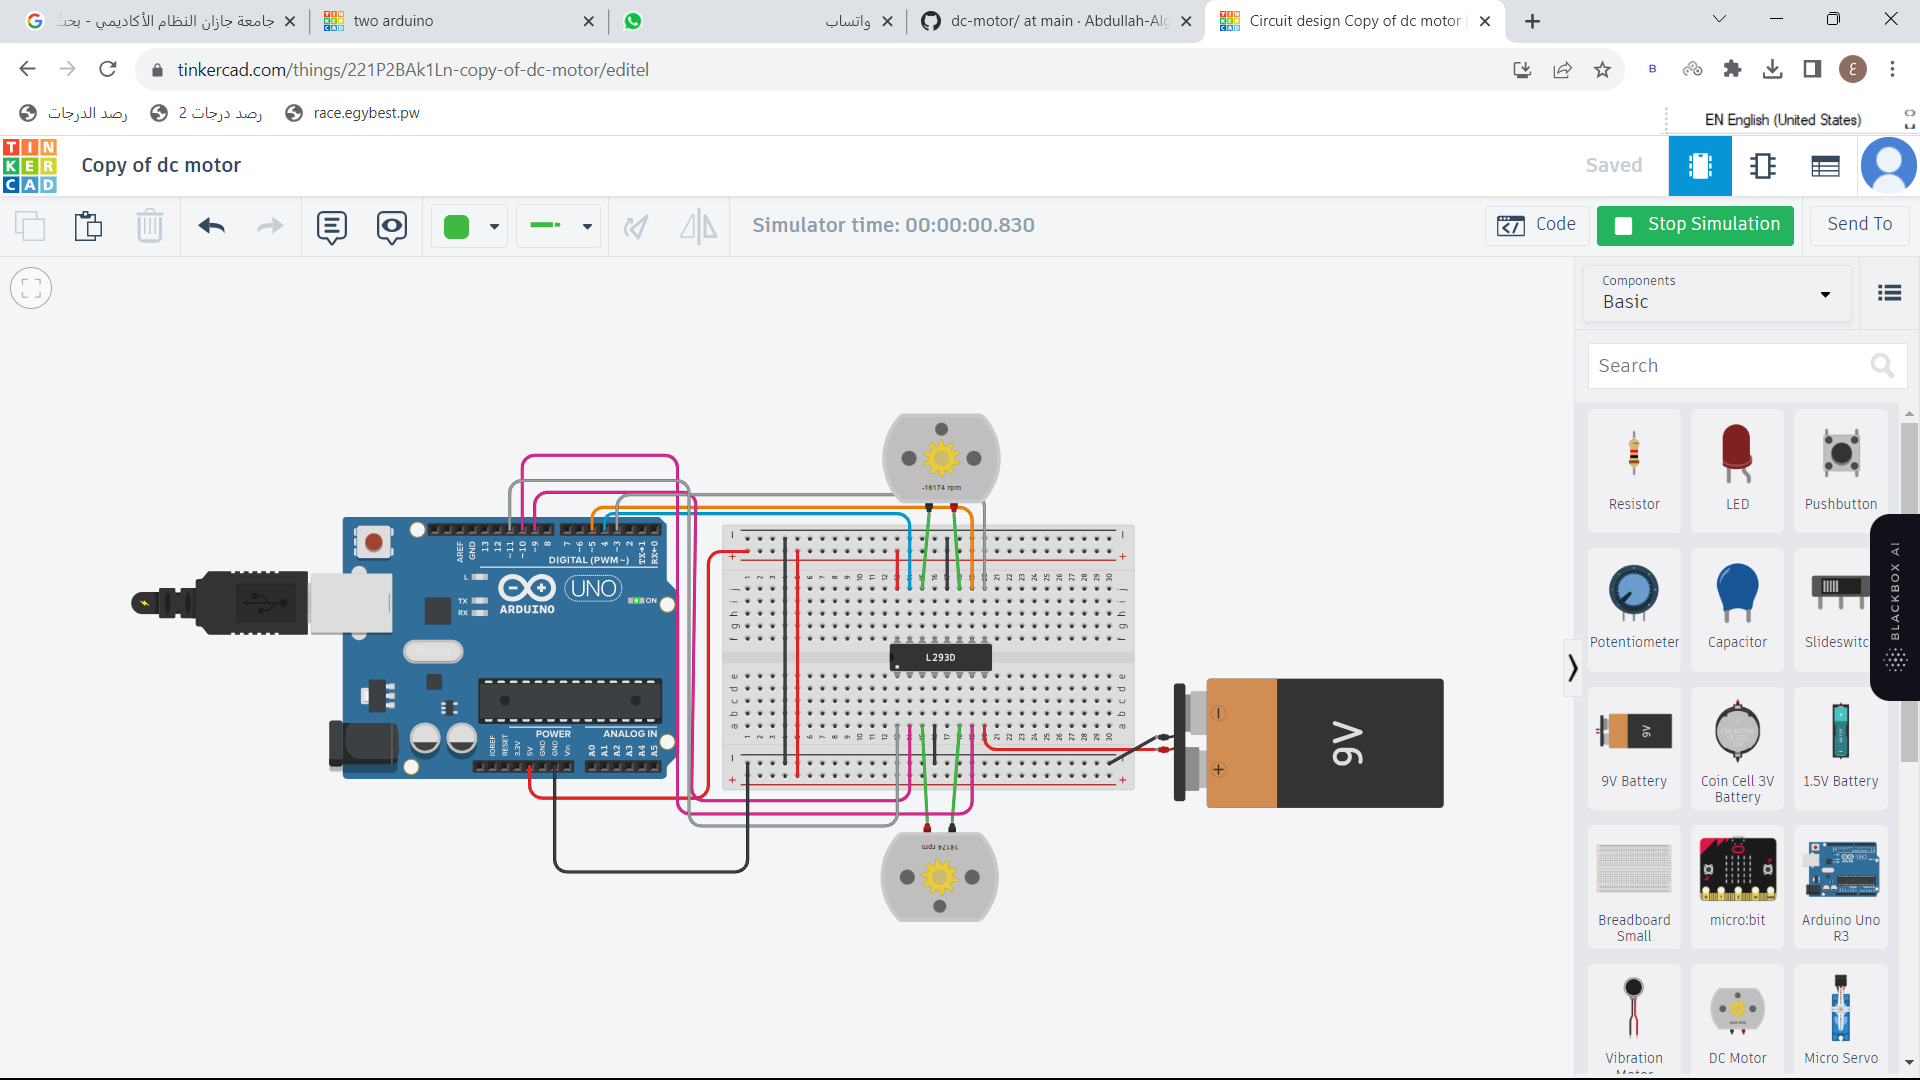 جامعة جازان النظام الأكاديمي - بحث
two arduino
واتساب
dc-motor/ at main · Abdullah-Alg
Circuit design Copy of dc motor
tinkercad.com/things/221P2BAk1Ln-copy-of-dc-motor/editel
رصد الدرجات
رصد درجات 2
race.egybest.pw
EN English (United States)
TIN
KER
CAD
Copy of dc motor
Saved
Simulator time: 00:00:00.830
Code
Stop Simulation
Send To
Components
Basic
Search
Resistor
LED
Pushbutton
Potentiometer
Capacitor
Slideswitc
BLACKBOX AI
9V Battery
Coin Cell 3V
Battery
1.5V Battery
Breadboard
Small
micro:bit
Arduino Uno
R3
Vibration
Motor
DC Motor
Micro Servo
-18174 rpm
AREF
GND
13
12
~11
~10
~9
8
7
~6
~5
4
~3
2
TX→1
RX←0
DIGITAL (PWM~)
L
TX
RX
ARDUINO
UNO
ON
POWER
ANALOG IN
IOREF
RESET
3.3V
5V
GND
GND
Vin
A0
A1
A2
A3
A4
A5
L293D
9V
18174 rpm